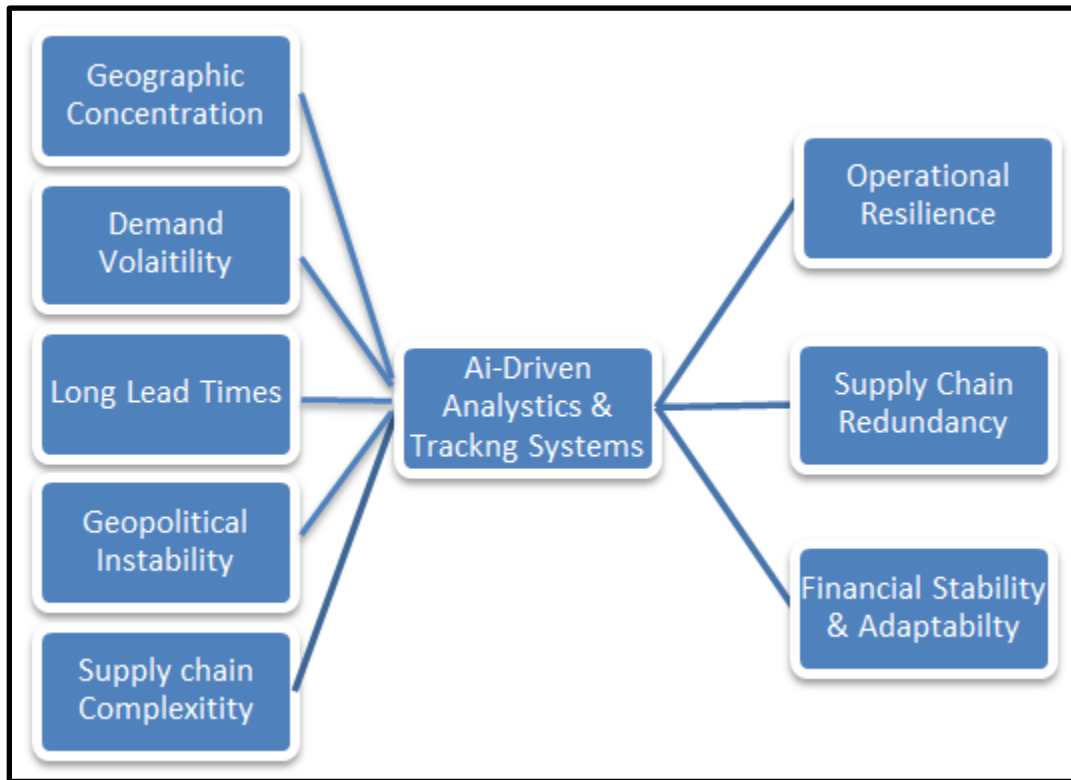 Geographic
Concentration
Demand
Volaitility
Long Lead Times
Geopolitical
Instability
Supply chain
Complexitity
Ai-Driven
Analystics &
Trackng Systems
Operational
Resilience
Supply Chain
Redundancy
Financial Stability
& Adaptabilty